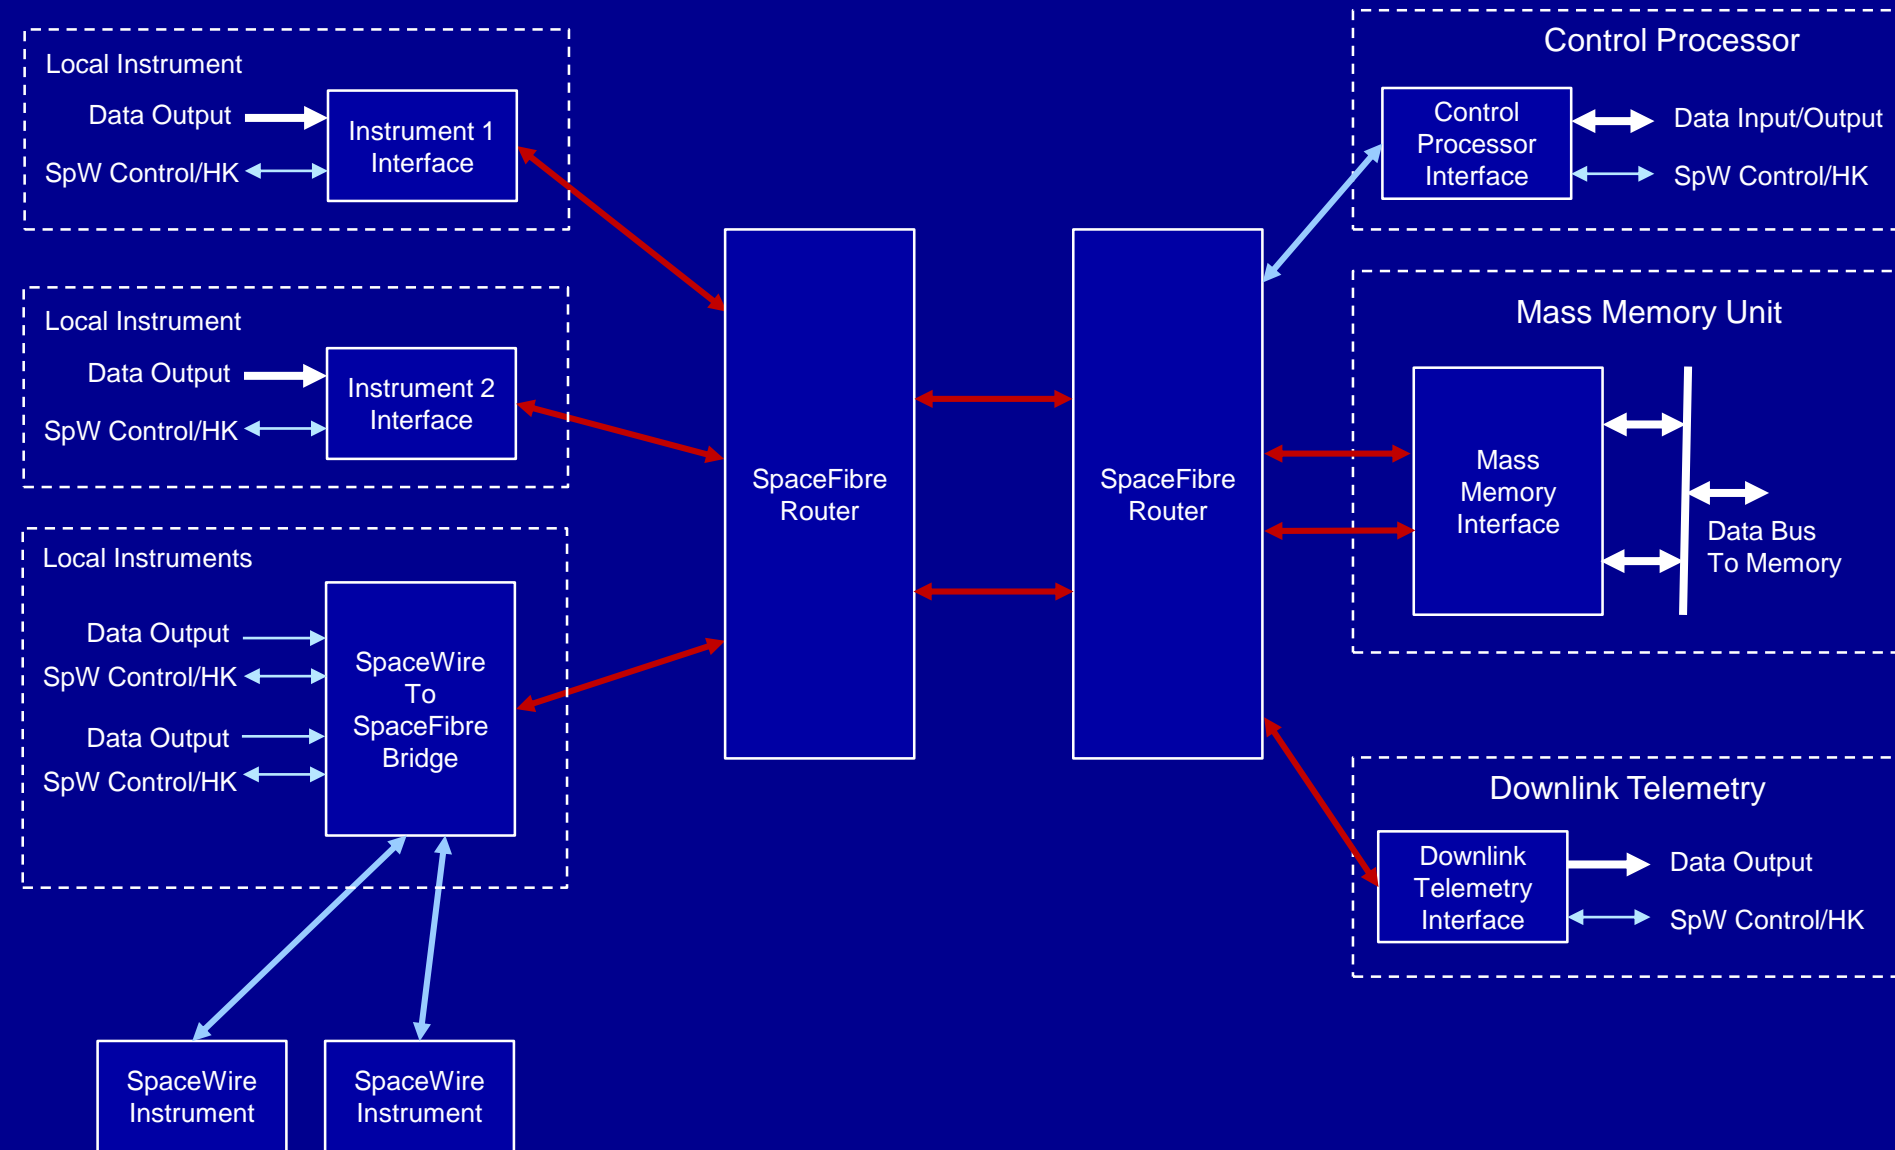 Local Instrument
Data Output
SpW Control/HK
Instrument 1
Interface
Local Instrument
Data Output
SpW Control/HK
Instrument 2
Interface
Local Instruments
Data Output
SpW Control/HK
Data Output
SpW Control/HK
SpaceWire
To
SpaceFibre
Bridge
SpaceWire
Instrument
SpaceWire
Instrument
SpaceFibre
Router
SpaceFibre
Router
Control Processor
Control
Processor
Interface
Data Input/Output
SpW Control/HK
Mass Memory Unit
Mass
Memory
Interface
Data Bus
To Memory
Downlink Telemetry
Downlink
Telemetry
Interface
Data Output
SpW Control/HK